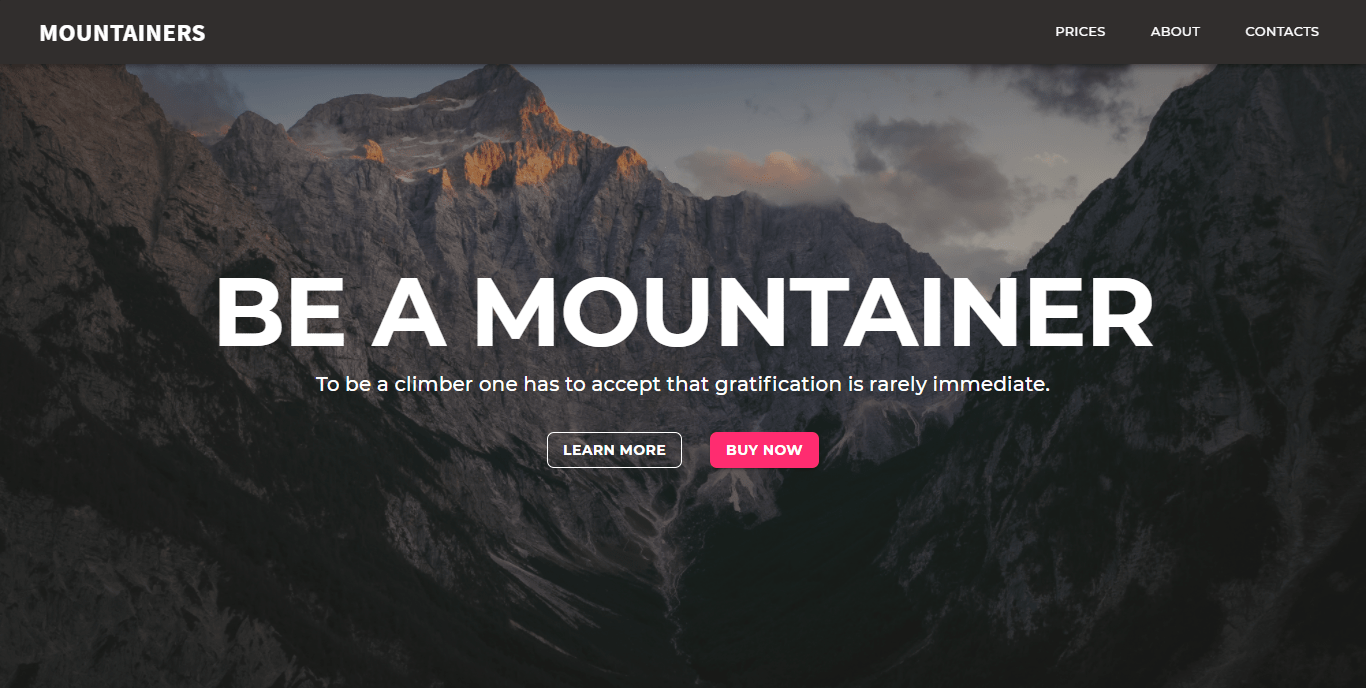 MOUNTAINERS
PRICES ABOUT CONTACTS
BE A MOUNTAINER
To be a climber one has to accept that gratification is rarely immediate.
LEARN MORE BUY NOW